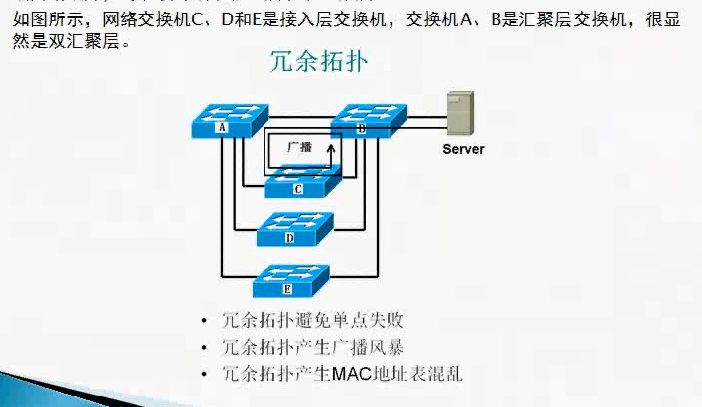 如图所示，网络交换机C、D和E是接入层交换机，交换机A、B是汇聚层交换机，很显
然是双汇聚层。
冗余拓扑
A
Server
广播
C
D
E
• 冗余拓扑避免单点失败
• 冗余拓扑产生广播风暴
• 冗余拓扑产生MAC地址表混乱